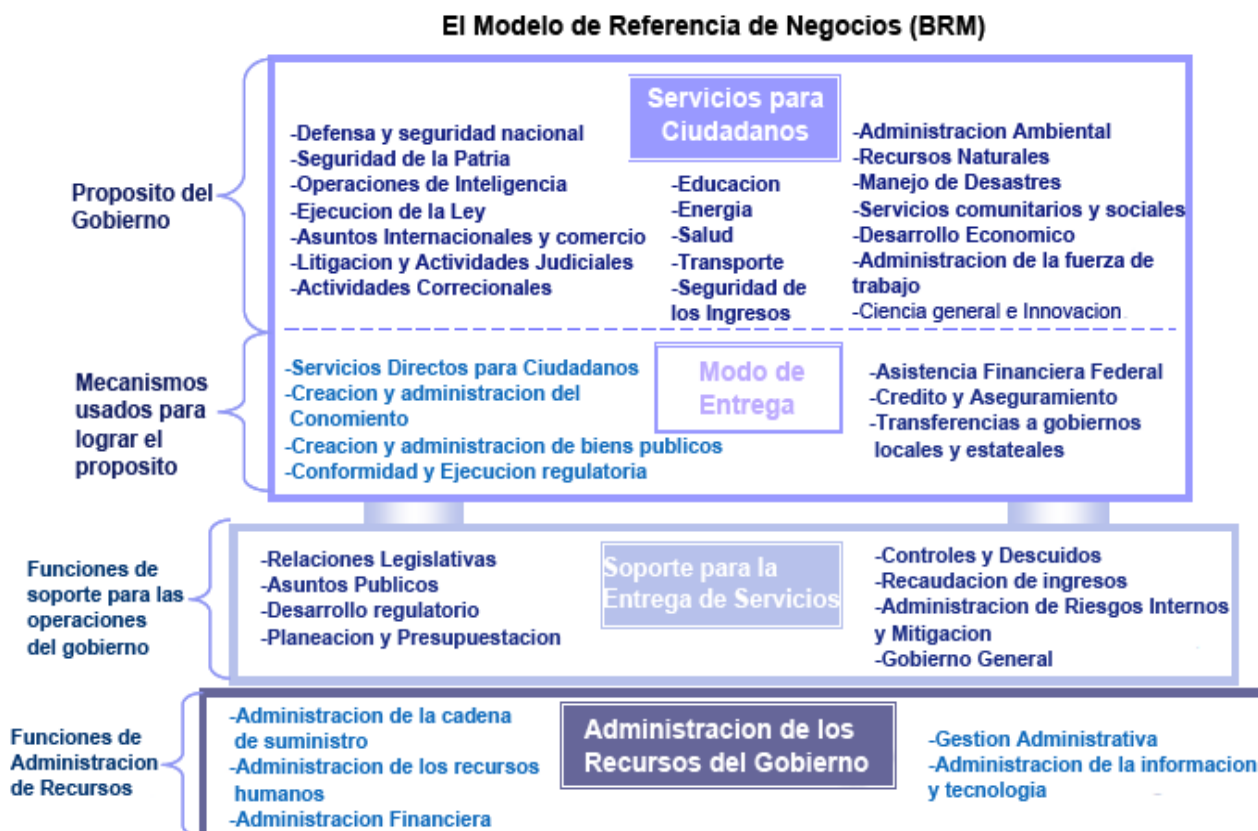 El Modelo de Referencia de Negocios (BRM)
Proposito del
Gobierno
Servicios para
Ciudadanos
-Defensa y seguridad nacional
-Seguridad de la Patria
-Operaciones de Inteligencia
-Ejecucion de la Ley
-Asuntos Internacionales y comercio
-Litigacion y Actividades Judiciales
-Actividades Correcionales
-Educacion
-Energia
-Salud
-Transporte
-Seguridad de
los Ingresos
-Administracion Ambiental
-Recursos Naturales
-Manejo de Desastres
-Servicios comunitarios y sociales
-Desarrollo Economico
-Administracion de la fuerza de
trabajo
-Ciencia general e Innovacion
Mecanismos
usados para
lograr el
proposito
Modo de
Entrega
-Servicios Directos para Ciudadanos
-Creacion y administracion del
Conomiento
-Creacion y administracion de biens publicos
-Conformidad y Ejecucion regulatoria
-Asistencia Financiera Federal
-Credito y Aseguramiento
-Transferencias a gobiernos
locales y estateales
Funciones de
soporte para las
operaciones
del gobierno
-Relaciones Legislativas
-Asuntos Publicos
-Desarrollo regulatorio
-Planeacion y Presupuestacion
Soporte para la
Entrega de Servicios
-Controles y Descuidos
-Recaudacion de ingresos
-Administracion de Riesgos Internos
y Mitigacion
-Gobierno General
Funciones de
Administracion
de Recursos
-Administracion de la cadena
de suministro
-Administracion de los recursos
humanos
-Administracion Financiera
Administracion de los
Recursos del Gobierno
-Gestion Administrativa
-Administracion de la informacion
y tecnologia